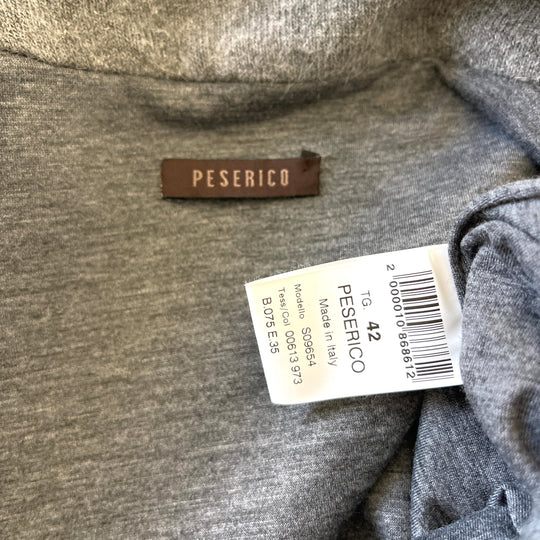 PESERICO
2 000010 868612
TG. 42
PESERICO
Made in Italy
Modello S09654
Tess/Col 00613 973
B.075 E.35